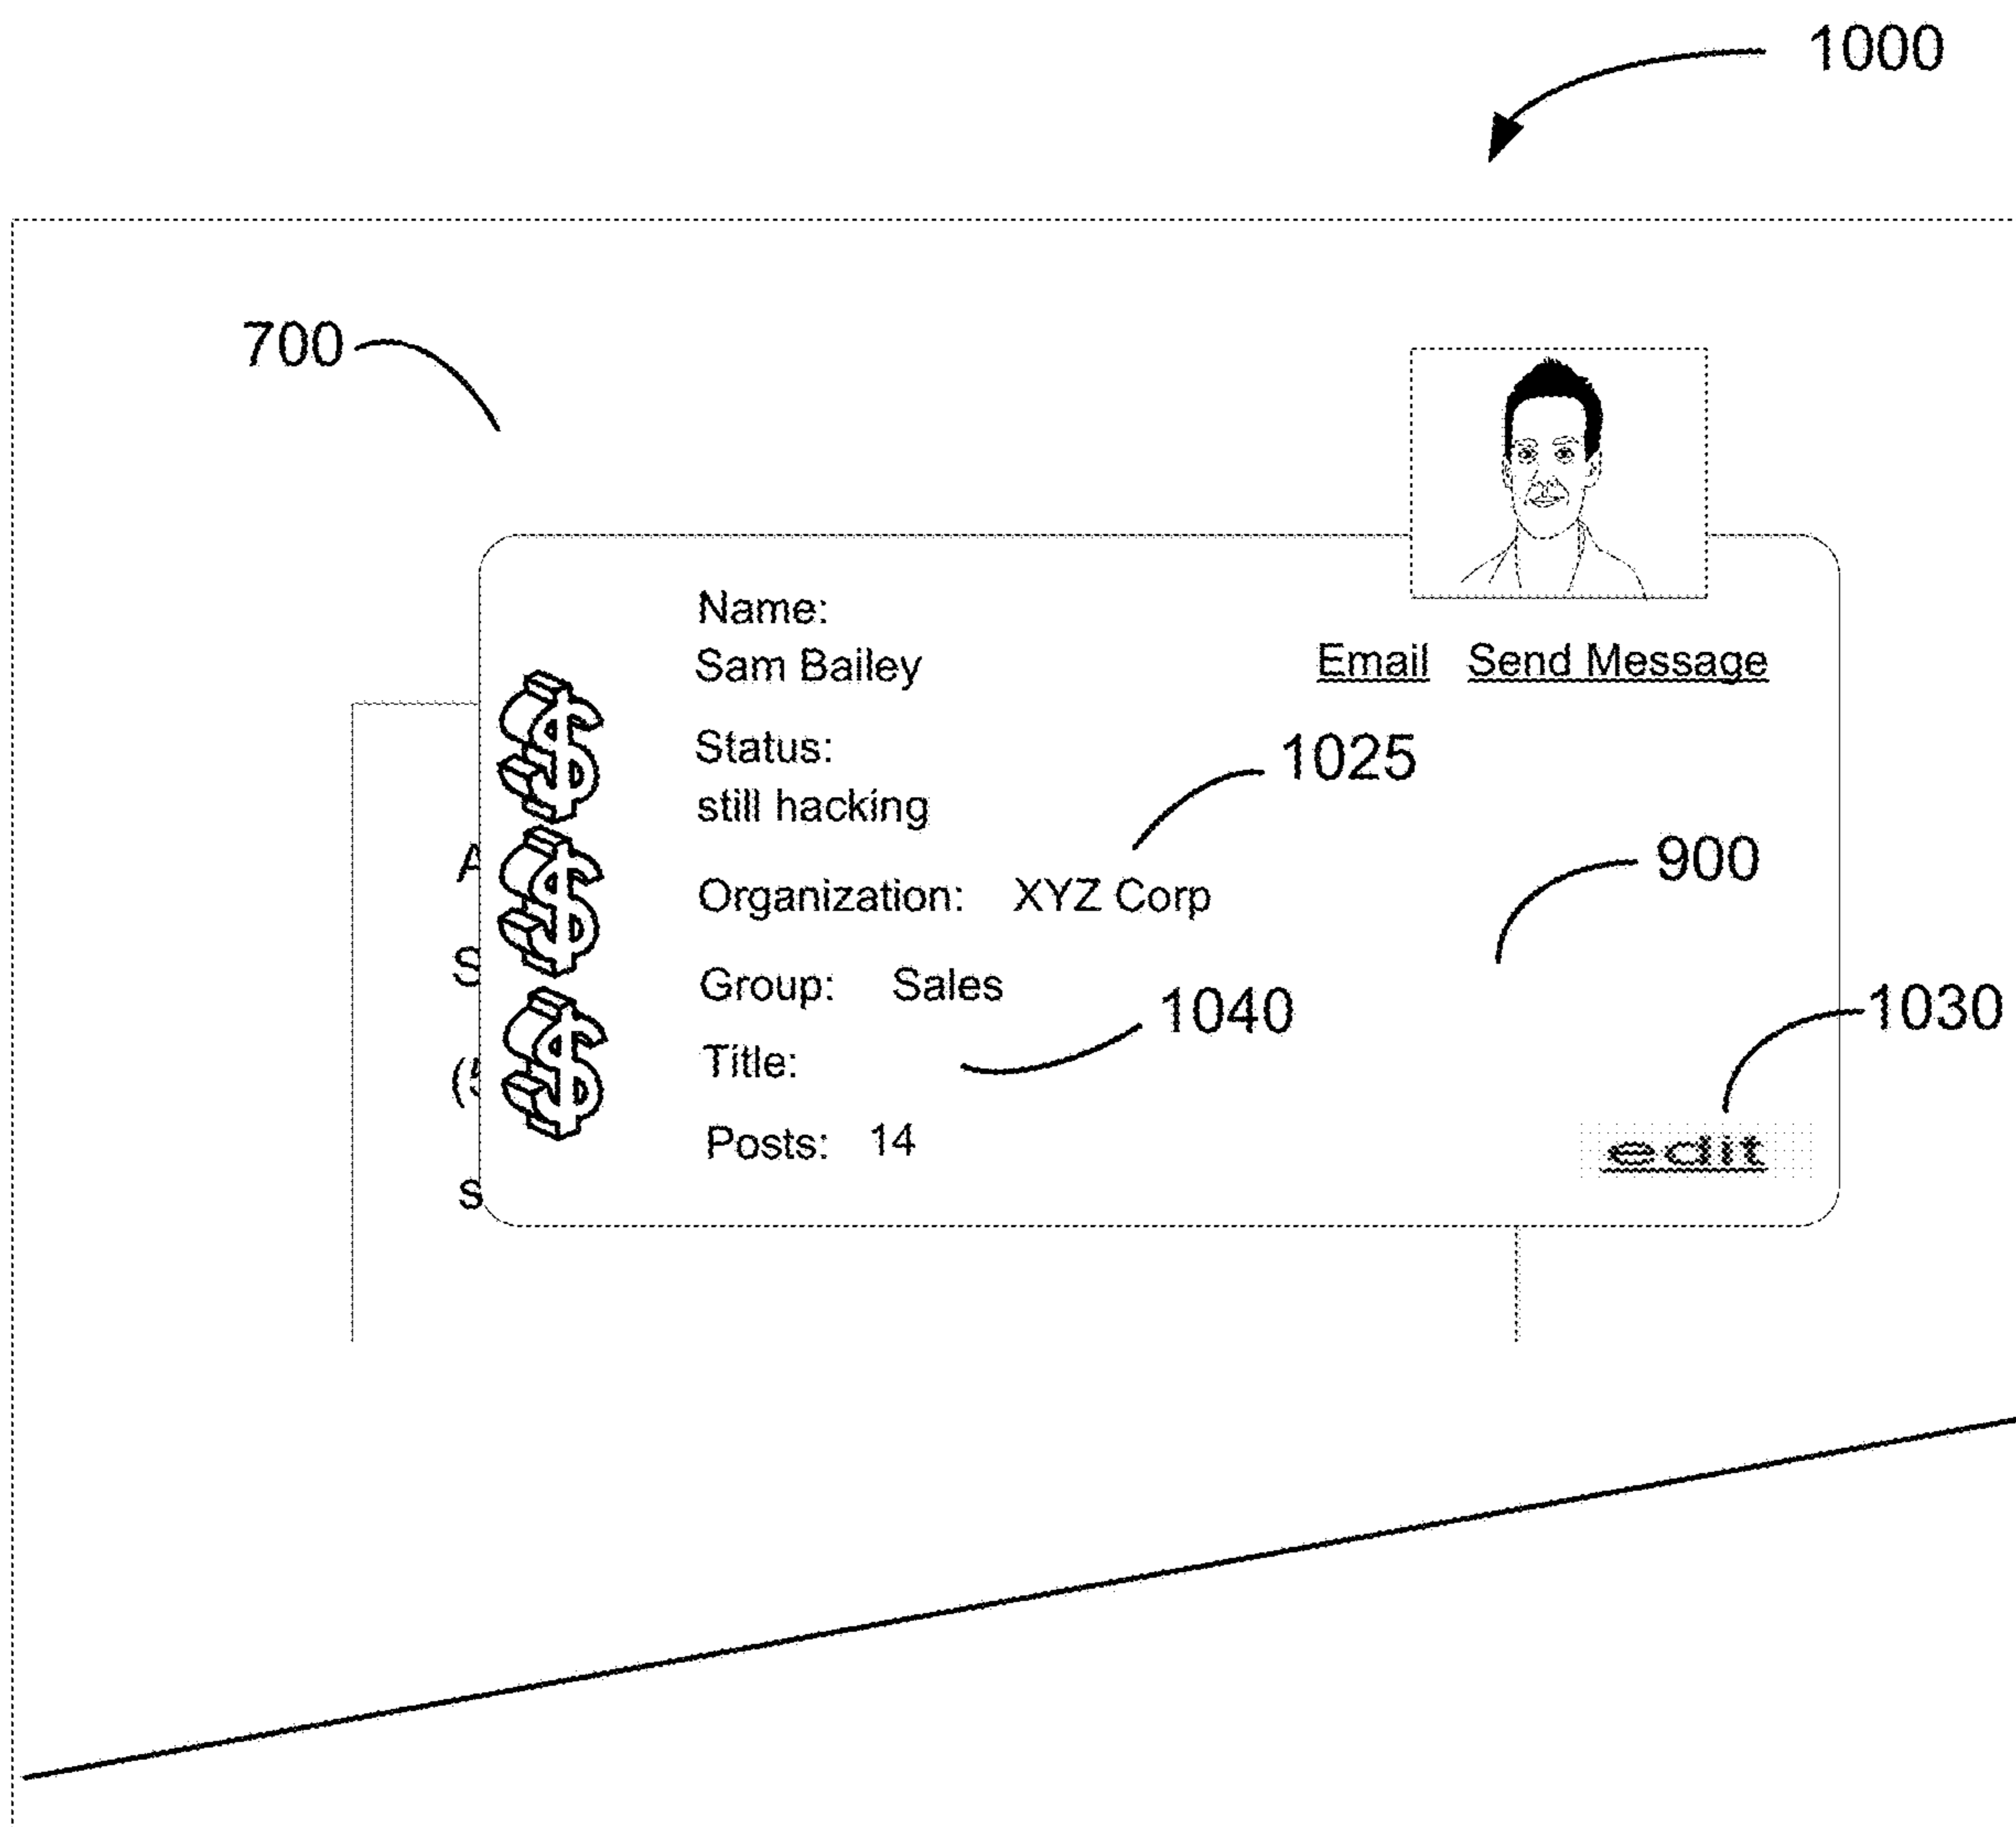 1000
700
Name:
Sam Bailey
Email Send Message
Status:
1025
still hacking
900
A
Organization: XYZ Corp
S
Group: Sales
1040
1030
Title:
Posts: 14
edit
s